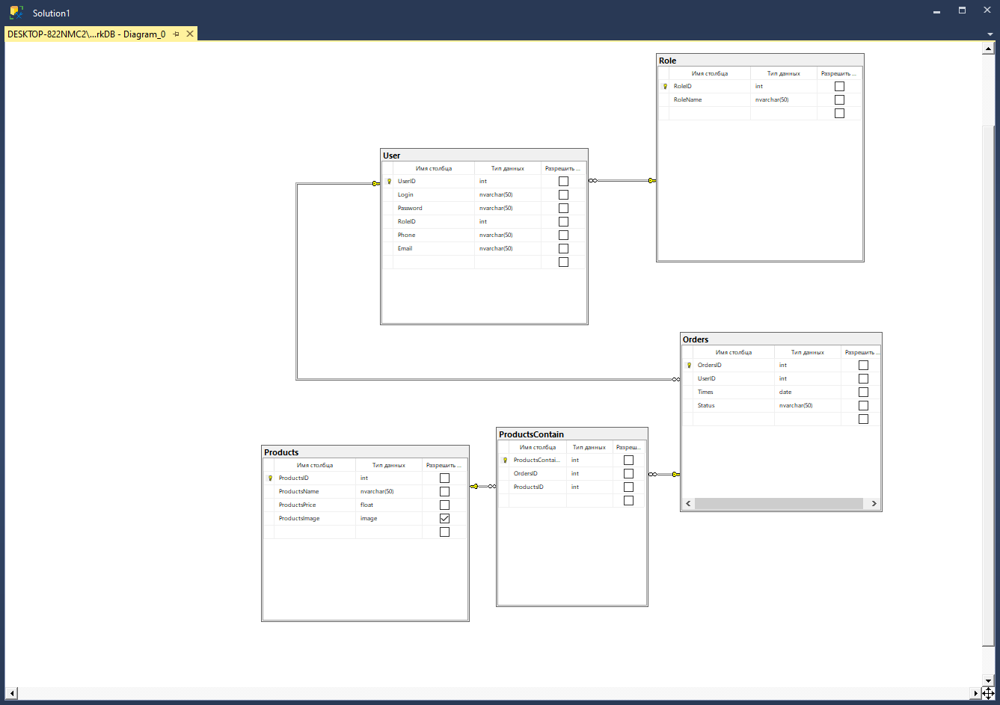 Solution1
DESKTOP-822NMC2\...rkDB - Diagram_0
Role
Имя столбца Тип данных Разрешить ...
RoleID int
RoleName nvarchar(50)
User
Имя столбца Тип данных Разрешить ...
UserID int
Login nvarchar(50)
Password nvarchar(50)
RoleID int
Phone nvarchar(50)
Email nvarchar(50)
Orders
Имя столбца Тип данных Разрешить ...
OrdersID int
UserID int
Times date
Status nvarchar(50)
ProductsContain
Имя столбца Тип данных Разреш...
ProductsContai... int
OrdersID int
ProductsID int
Products
Имя столбца Тип данных Разрешить ...
ProductsID int
ProductsName nvarchar(50)
ProductsPrice float
ProductsImage image